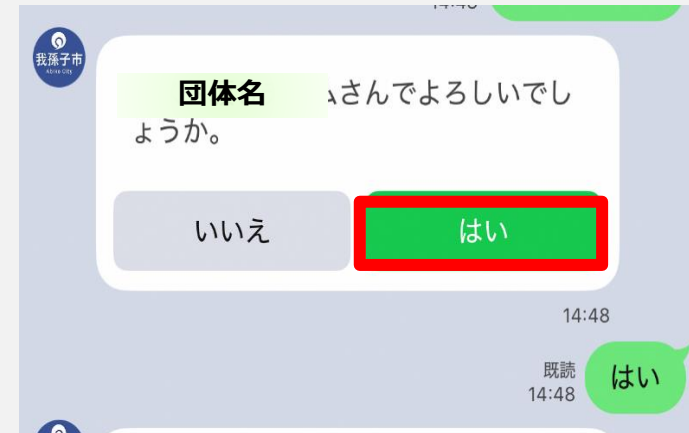 我孫子市
Abiko City
団体名 ムさんでよろしいでし
ょうか。
いいえ
はい
14:48
既読
14:48
はい